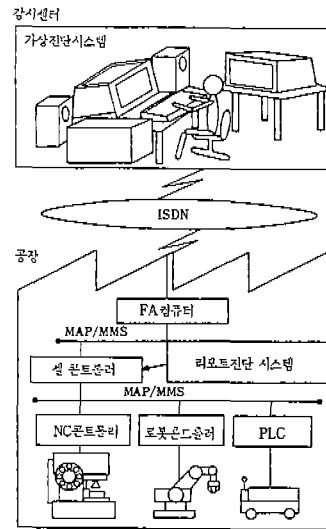 감시센터
가상진단시스템
ISDN
공장
FA컴퓨터
MAP/MMS
셀 콘트롤러
리모트진단 시스템
MAP/MMS
NC콘트롤러
로봇콘트롤러
PLC